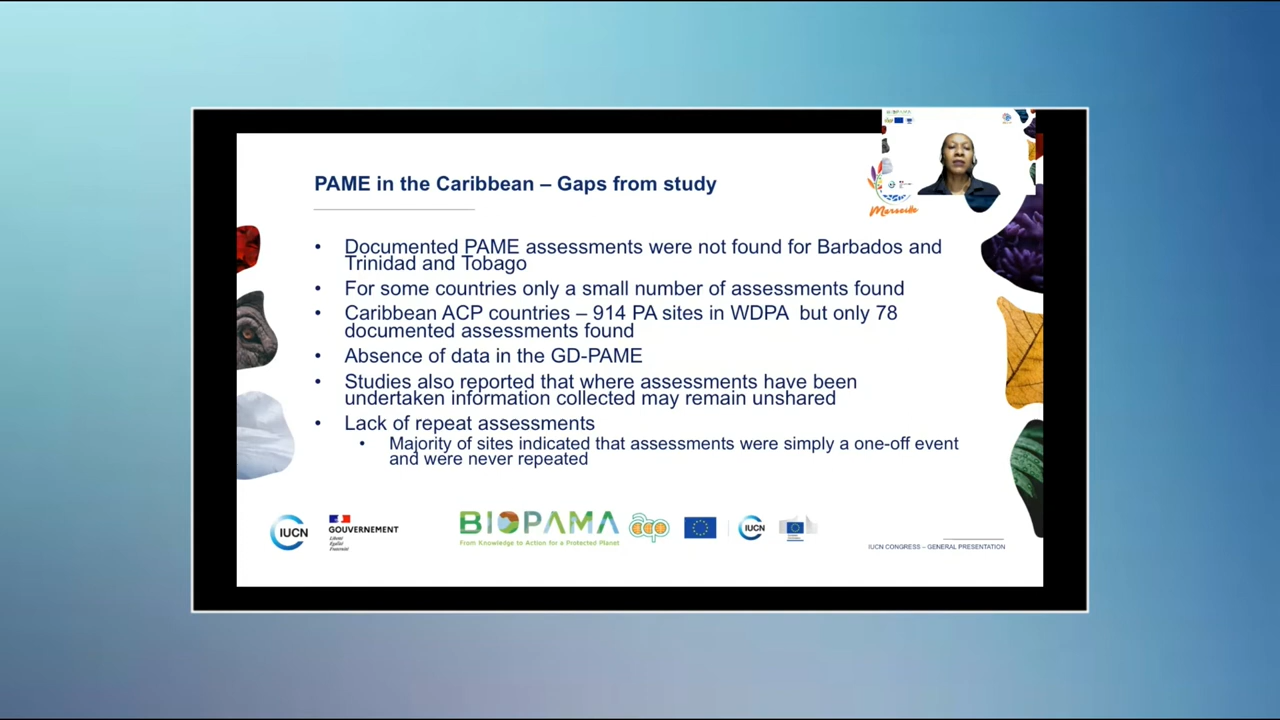 PAME in the Caribbean – Gaps from study
Marseille
• Documented PAME assessments were not found for Barbados and
Trinidad and Tobago
• For some countries only a small number of assessments found
• Caribbean ACP countries – 914 PA sites in WDPA but only 78
documented assessments found
• Absence of data in the GD-PAME
• Studies also reported that where assessments have been
undertaken information collected may remain unshared
• Lack of repeat assessments
• Majority of sites indicated that assessments were simply a one-off event
and were never repeated
IUCN
GOUVERNEMENT
Liberté
Égalité
Fraternité
BIOPAMA
From Knowledge to Action for a Protected Planet
acp
IUCN
IUCN CONGRESS – GENERAL PRESENTATION